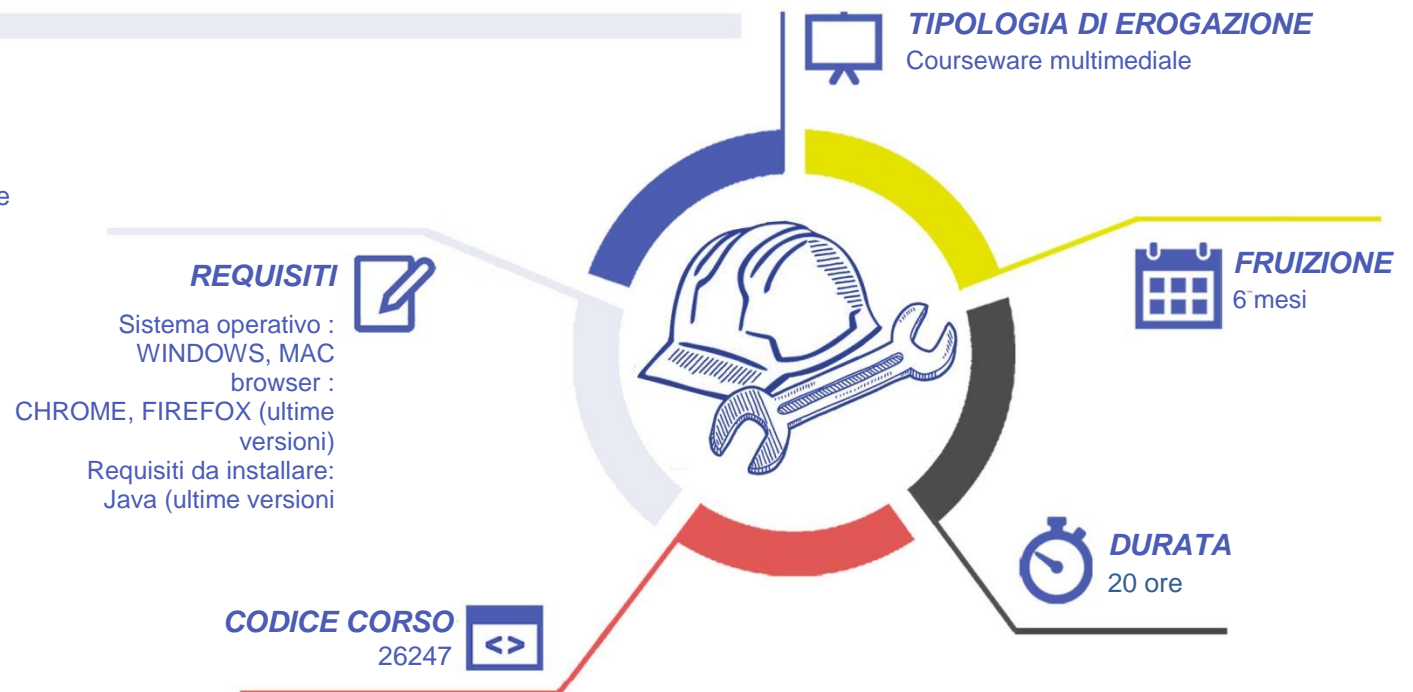 TIPOLOGIA DI EROGAZIONE
Courseware multimediale
e
REQUISITI
Sistema operativo :
WINDOWS, MAC
browser :
CHROME, FIREFOX (ultime
versioni)
Requisiti da installare:
Java (ultime versioni
FRUIZIONE
6 mesi
DURATA
20 ore
CODICE CORSO
26247
<>